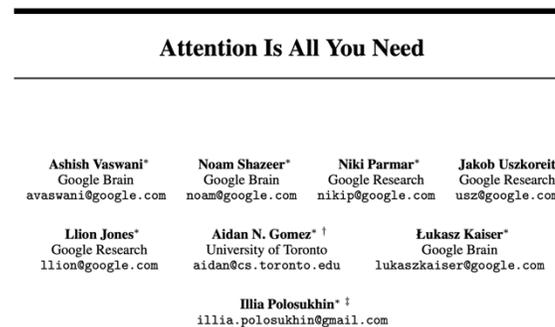 Attention Is All You Need
Ashish Vaswani* Noam Shazeer* Niki Parmar* Jakob Uszkoreit
Google Brain Google Brain Google Research Google Research
avaswani@google.com noam@google.com nikip@google.com usz@google.com
Llion Jones* Aidan N. Gomez* † Łukasz Kaiser*
Google Research University of Toronto Google Brain
llion@google.com aidan@cs.toronto.edu lukaszkaiser@google.com
Illia Polosukhin* ‡
illia.polosukhin@gmail.com